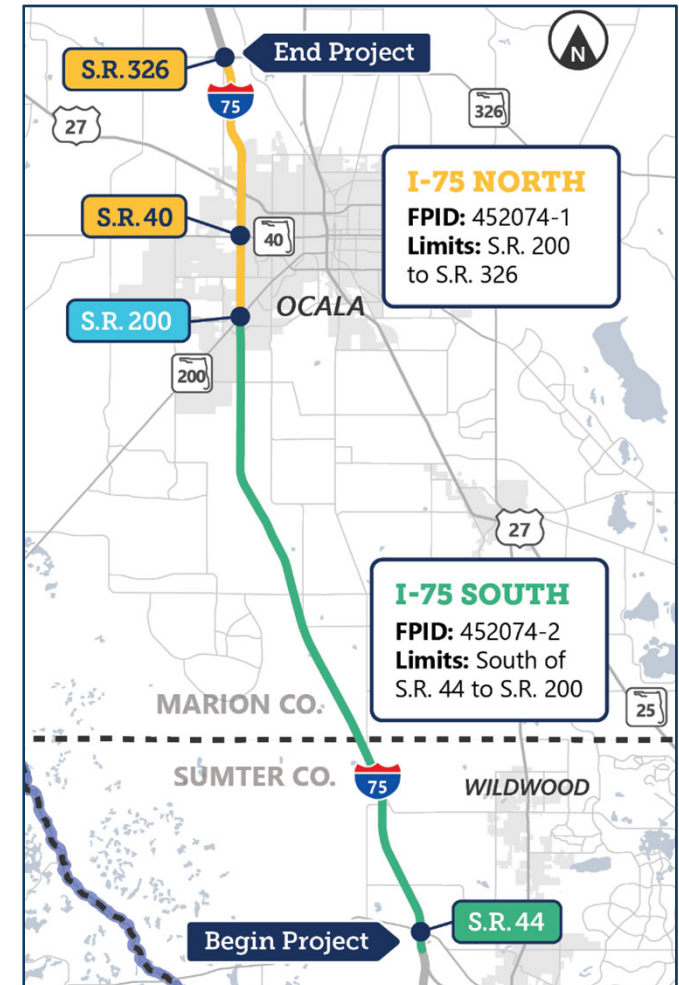 End Project
S.R. 326
75
27
326
I-75 NORTH
FPID: 452074-1
Limits: S.R. 200
to S.R. 326
S.R. 40
40
OCALA
S.R. 200
200
27
I-75 SOUTH
FPID: 452074-2
Limits: South of
S.R. 44 to S.R. 200
25
MARION CO.
SUMTER CO.
75
WILDWOOD
S.R. 44
Begin Project
N